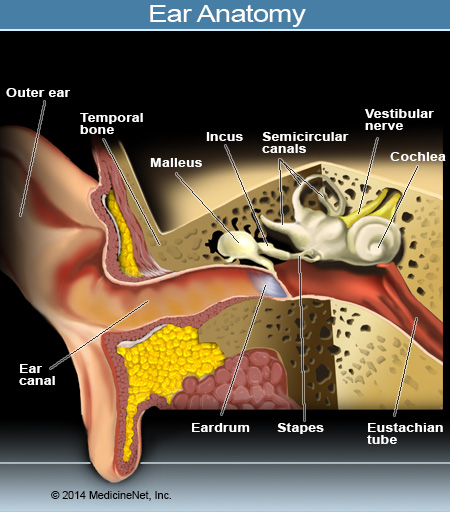 Ear Anatomy
Outer ear
Temporal
bone
Malleus
Incus
Semicircular
canals
Vestibular
nerve
Cochlea
Ear
canal
Eardrum
Stapes
Eustachian
tube
© 2014 MedicineNet, Inc.